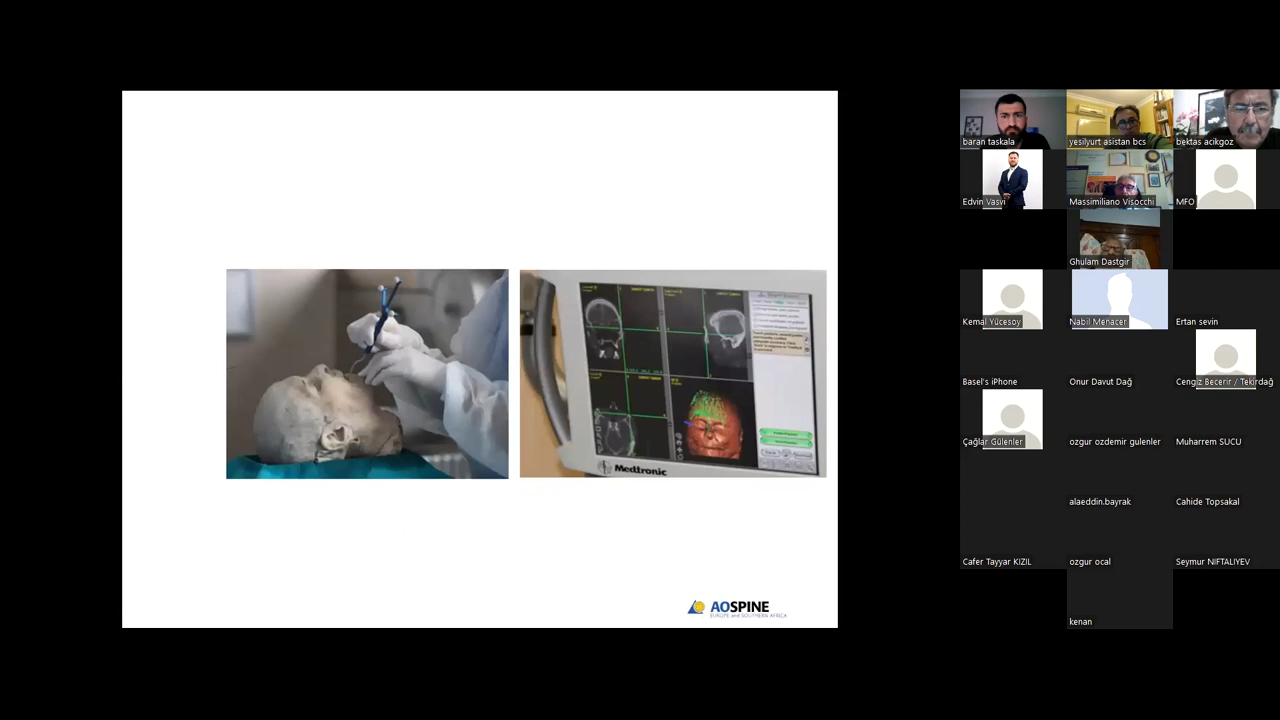 Medtronic
AOSPINE
EUROPE and SOUTHERN AFRICA
baran taskala
yesilyurt asistan bcs
bektas acikgoz
Edvin Vasvi
Massimiliano Visocchi
MFO
Ghulam Dastgir
Kemal Yücesoy
Nabil Menacer
Ertan sevin
Basel's iPhone
Onur Davut Dağ
Cengiz Becerir / Tekirdağ
Çağlar Gülenler
ozgur ozdemir gulenler
Muharrem SUCU
alaeddin.bayrak
Cahide Topsakal
Cafer Tayyar KIZIL
ozgur ocal
Seymur NIFTALIYEV
kenan